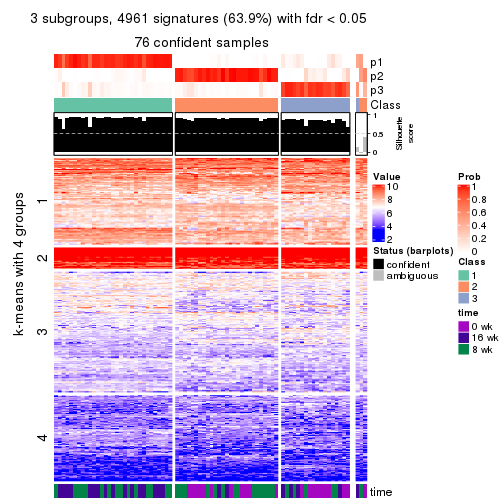 3 subgroups, 4961 signatures (63.9%) with fdr < 0.05
76 confident samples
p1
p2
p3
Class
1
0.5
0
Silhouette
score
k-means with 4 groups
1
2
3
4
time
Value
10
8
6
4
2
Status (barplots)
confident
ambiguous
Prob
1
0.8
0.6
0.4
0.2
0
Class
1
2
3
time
0 wk
16 wk
8 wk